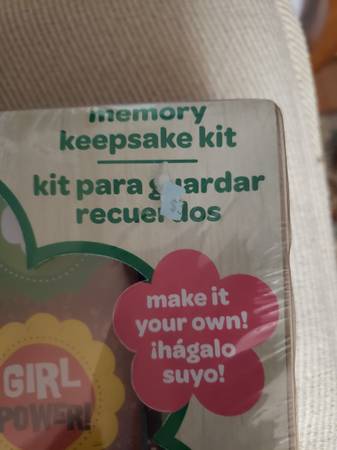 memory
keepsake kit
kit para guardar
recuerdos
make it
your own!
¡hágalo
suyo!
GIRL
POWER!